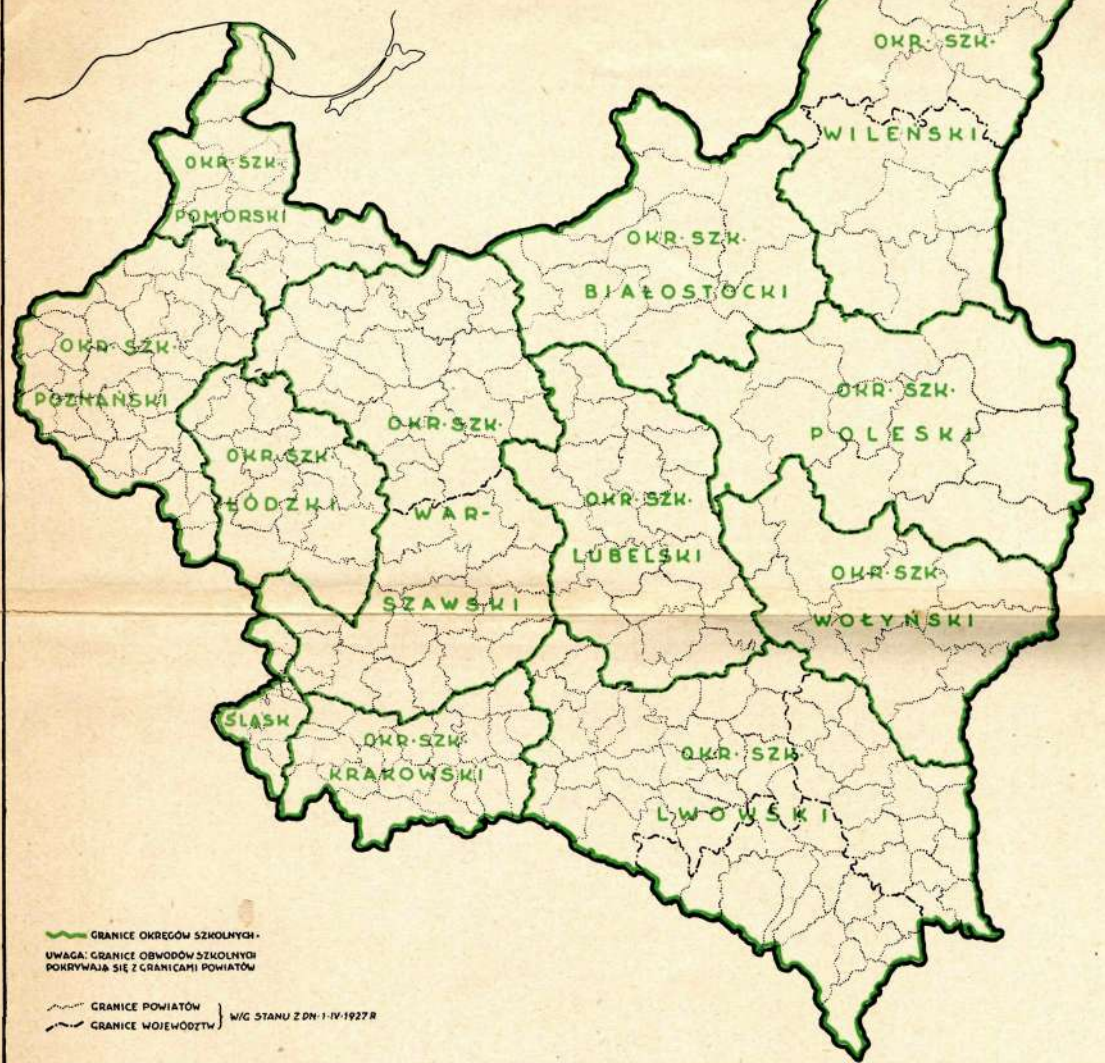 OKR·SZK·
WILEŃSKI
OKR·SZK·
POMORSKI
OKR·SZK·
BIAŁOSTOCKI
OKR·SZK·
POZNAŃSKI
OKR·SZK·
POLESKI
OKR·SZK·
WAR-
SZAWSKI
OKR·SZK·
ŁÓDZKI
OKR·SZK·
LUBELSKI
OKR·SZK·
WOŁYŃSKI
ŚLĄSK
OKR·SZK·
KRAKOWSKI
OKR·SZK·
LWOWSKI
GRANICE OKRĘGÓW SZKOLNYCH·
UWAGA: GRANICE OBWODÓW SZKOLNYCH
POKRYWAJĄ SIĘ Z GRANICAMI POWIATÓW
GRANICE POWIATÓW
GRANICE WOJEWÓDZTW
W/G STANU Z DN·1·IV·1927 R